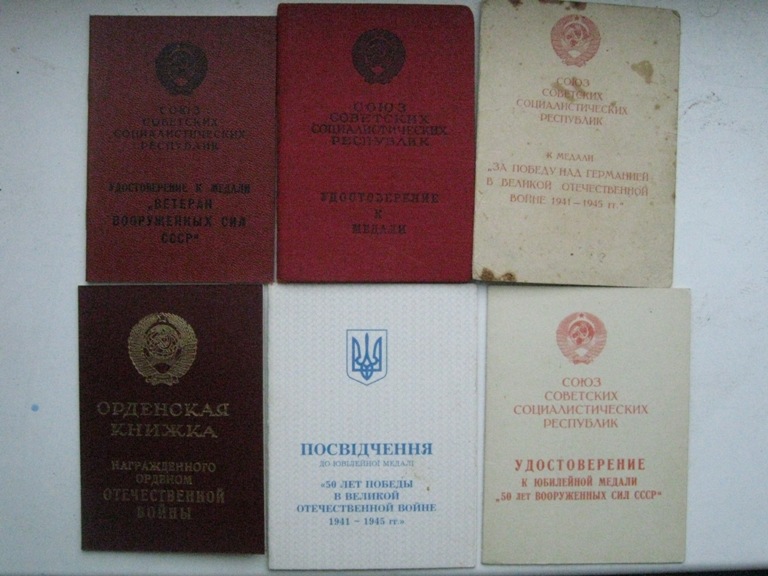 СОЮЗ
СОВЕТСКИХ
СОЦИАЛИСТИЧЕСКИХ
РЕСПУБЛИК
УДОСТОВЕРЕНИЕ К МЕДАЛИ
„ВЕТЕРАН
ВООРУЖЕННЫХ СИЛ
СССР“
СОЮЗ
СОВЕТСКИХ
СОЦИАЛИСТИЧЕСКИХ
РЕСПУБЛИК
УДОСТОВЕРЕНИЕ
К
МЕДАЛИ
СОЮЗ
СОВЕТСКИХ
СОЦИАЛИСТИЧЕСКИХ
РЕСПУБЛИК
К МЕДАЛИ
„ЗА ПОБЕДУ НАД ГЕРМАНИЕЙ
В ВЕЛИКОЙ ОТЕЧЕСТВЕННОЙ
ВОЙНЕ 1941 — 1945 гг.“
ОРДЕНСКАЯ
КНИЖКА
НАГРАЖДЕННОГО
ОРДЕНОМ
ОТЕЧЕСТВЕННОЙ
ВОЙНЫ
ПОСВІДЧЕННЯ
ДО ЮВІЛЕЙНОЇ МЕДАЛІ
«50 ЛЕТ ПОБЕДЫ
В ВЕЛИКОЙ
ОТЕЧЕСТВЕННОЙ ВОЙНЕ
1941 – 1945 гг.»
СОЮЗ
СОВЕТСКИХ
СОЦИАЛИСТИЧЕСКИХ
РЕСПУБЛИК
УДОСТОВЕРЕНИЕ
К ЮБИЛЕЙНОЙ МЕДАЛИ
„50 ЛЕТ ВООРУЖЕННЫХ СИЛ СССР“